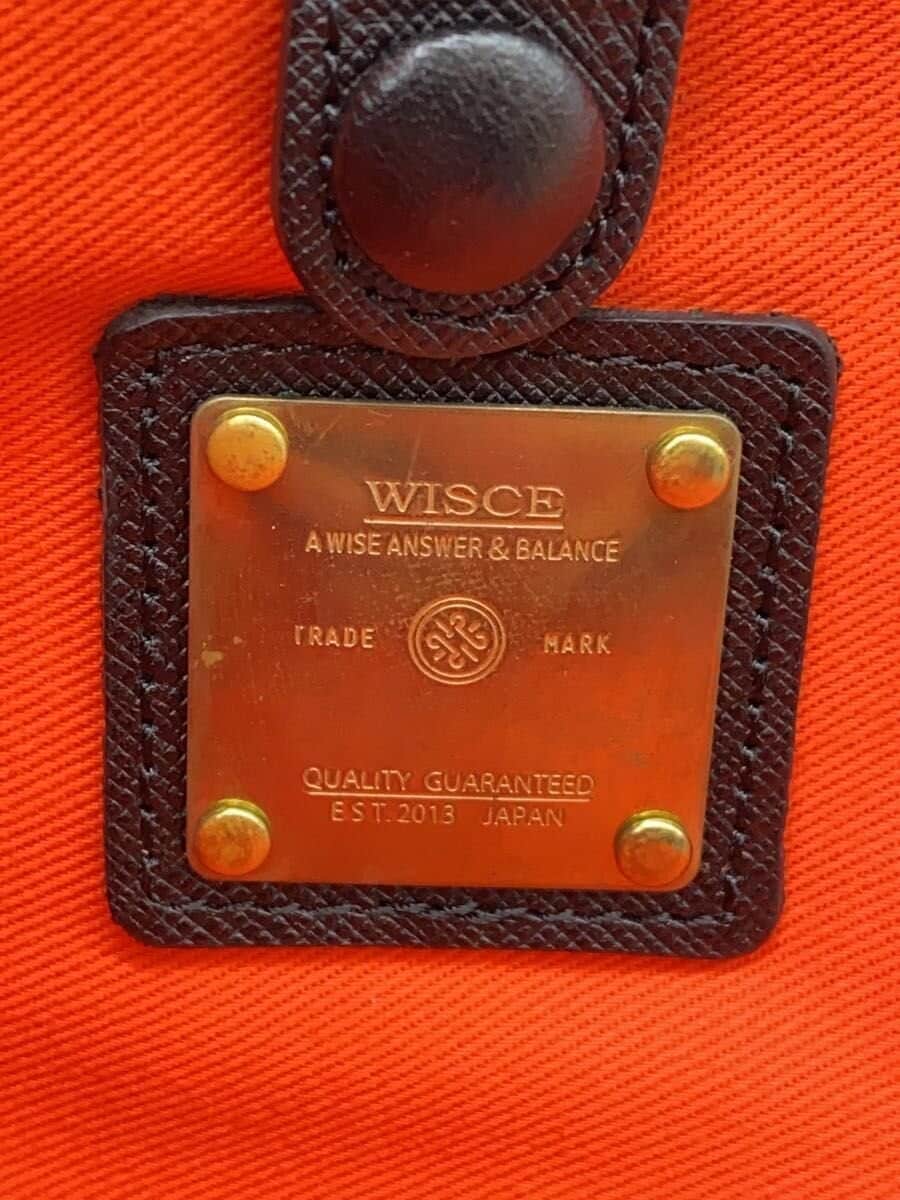 WISCE
A WISE ANSWER & BALANCE
TRADE MARK
QUALITY GUARANTEED
EST. 2013 JAPAN